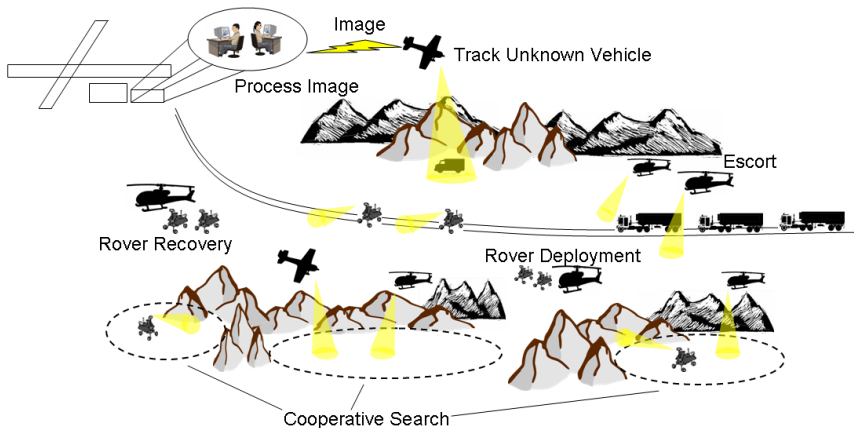 Image
Track Unknown Vehicle
Process Image
Escort
Rover Recovery
Rover Deployment
Cooperative Search